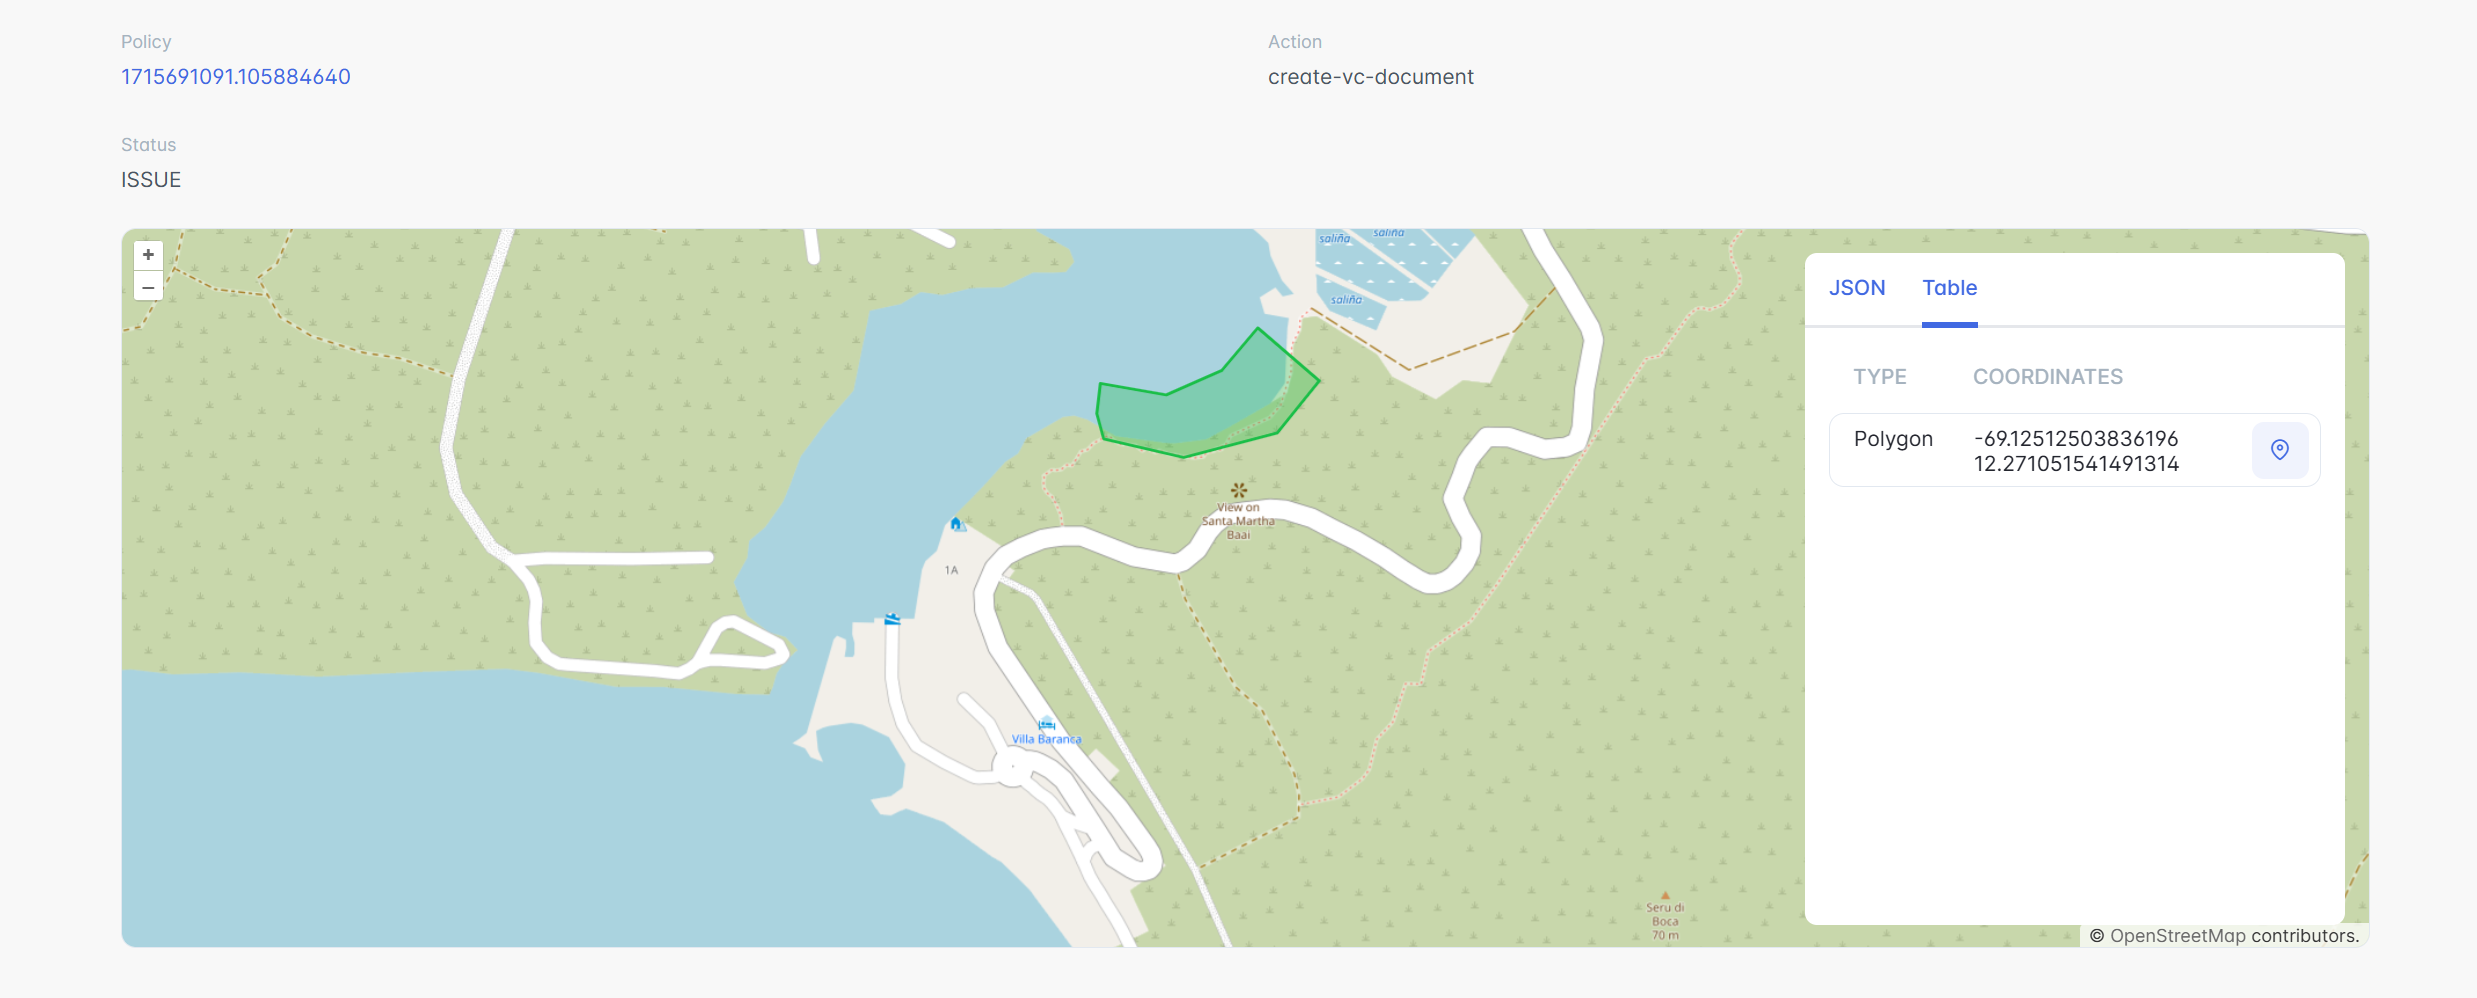 Policy
Action
1715691091.105884640
create-vc-document
Status
ISSUE
+
−
saliña
saliña
saliña
JSON
Table
TYPE
COORDINATES
Polygon
-69.12512503836196
12.271051541491314
View on
Santa Martha
Baai
1A
Villa Baranca
Seru di
Boca
70 m
© OpenStreetMap contributors.